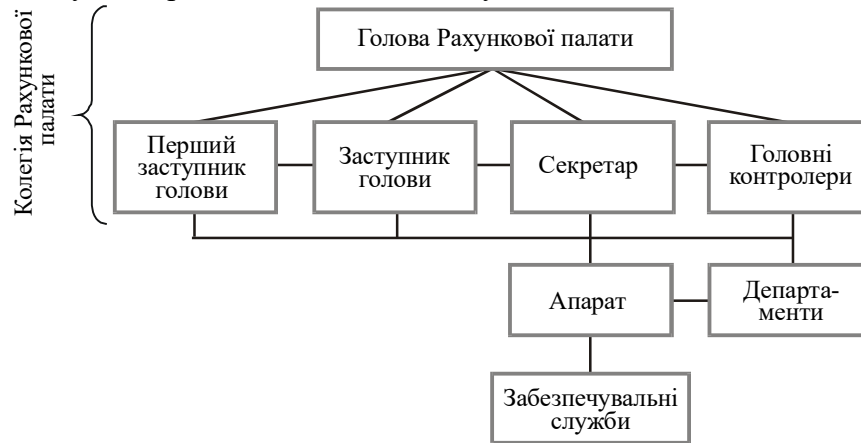 Голова Рахункової палати
Колегія Рахункової
палати
Перший
заступник
голови
Заступник
голови
Секретар
Головні
контролери
Апарат
Департа-
менти
Забезпечувальні
служби